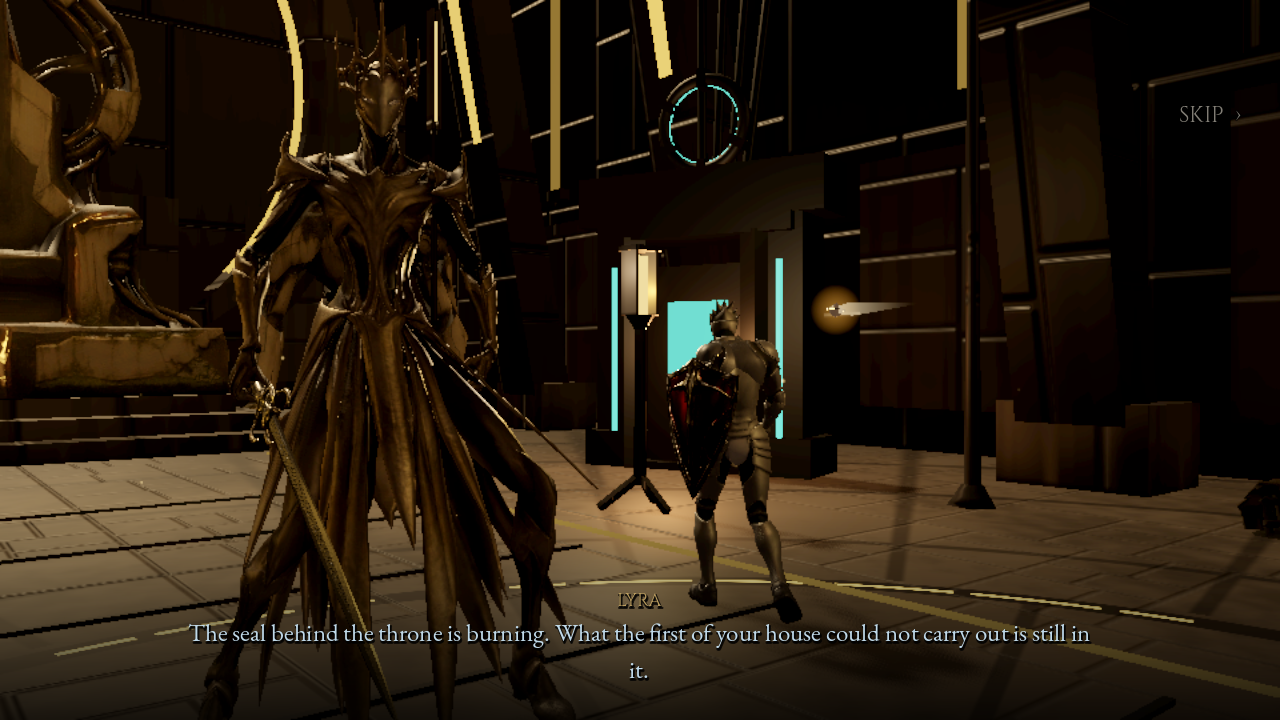 SKIP ›
LYRA
The seal behind the throne is burning. What the first of your house could not carry out is still in
it.